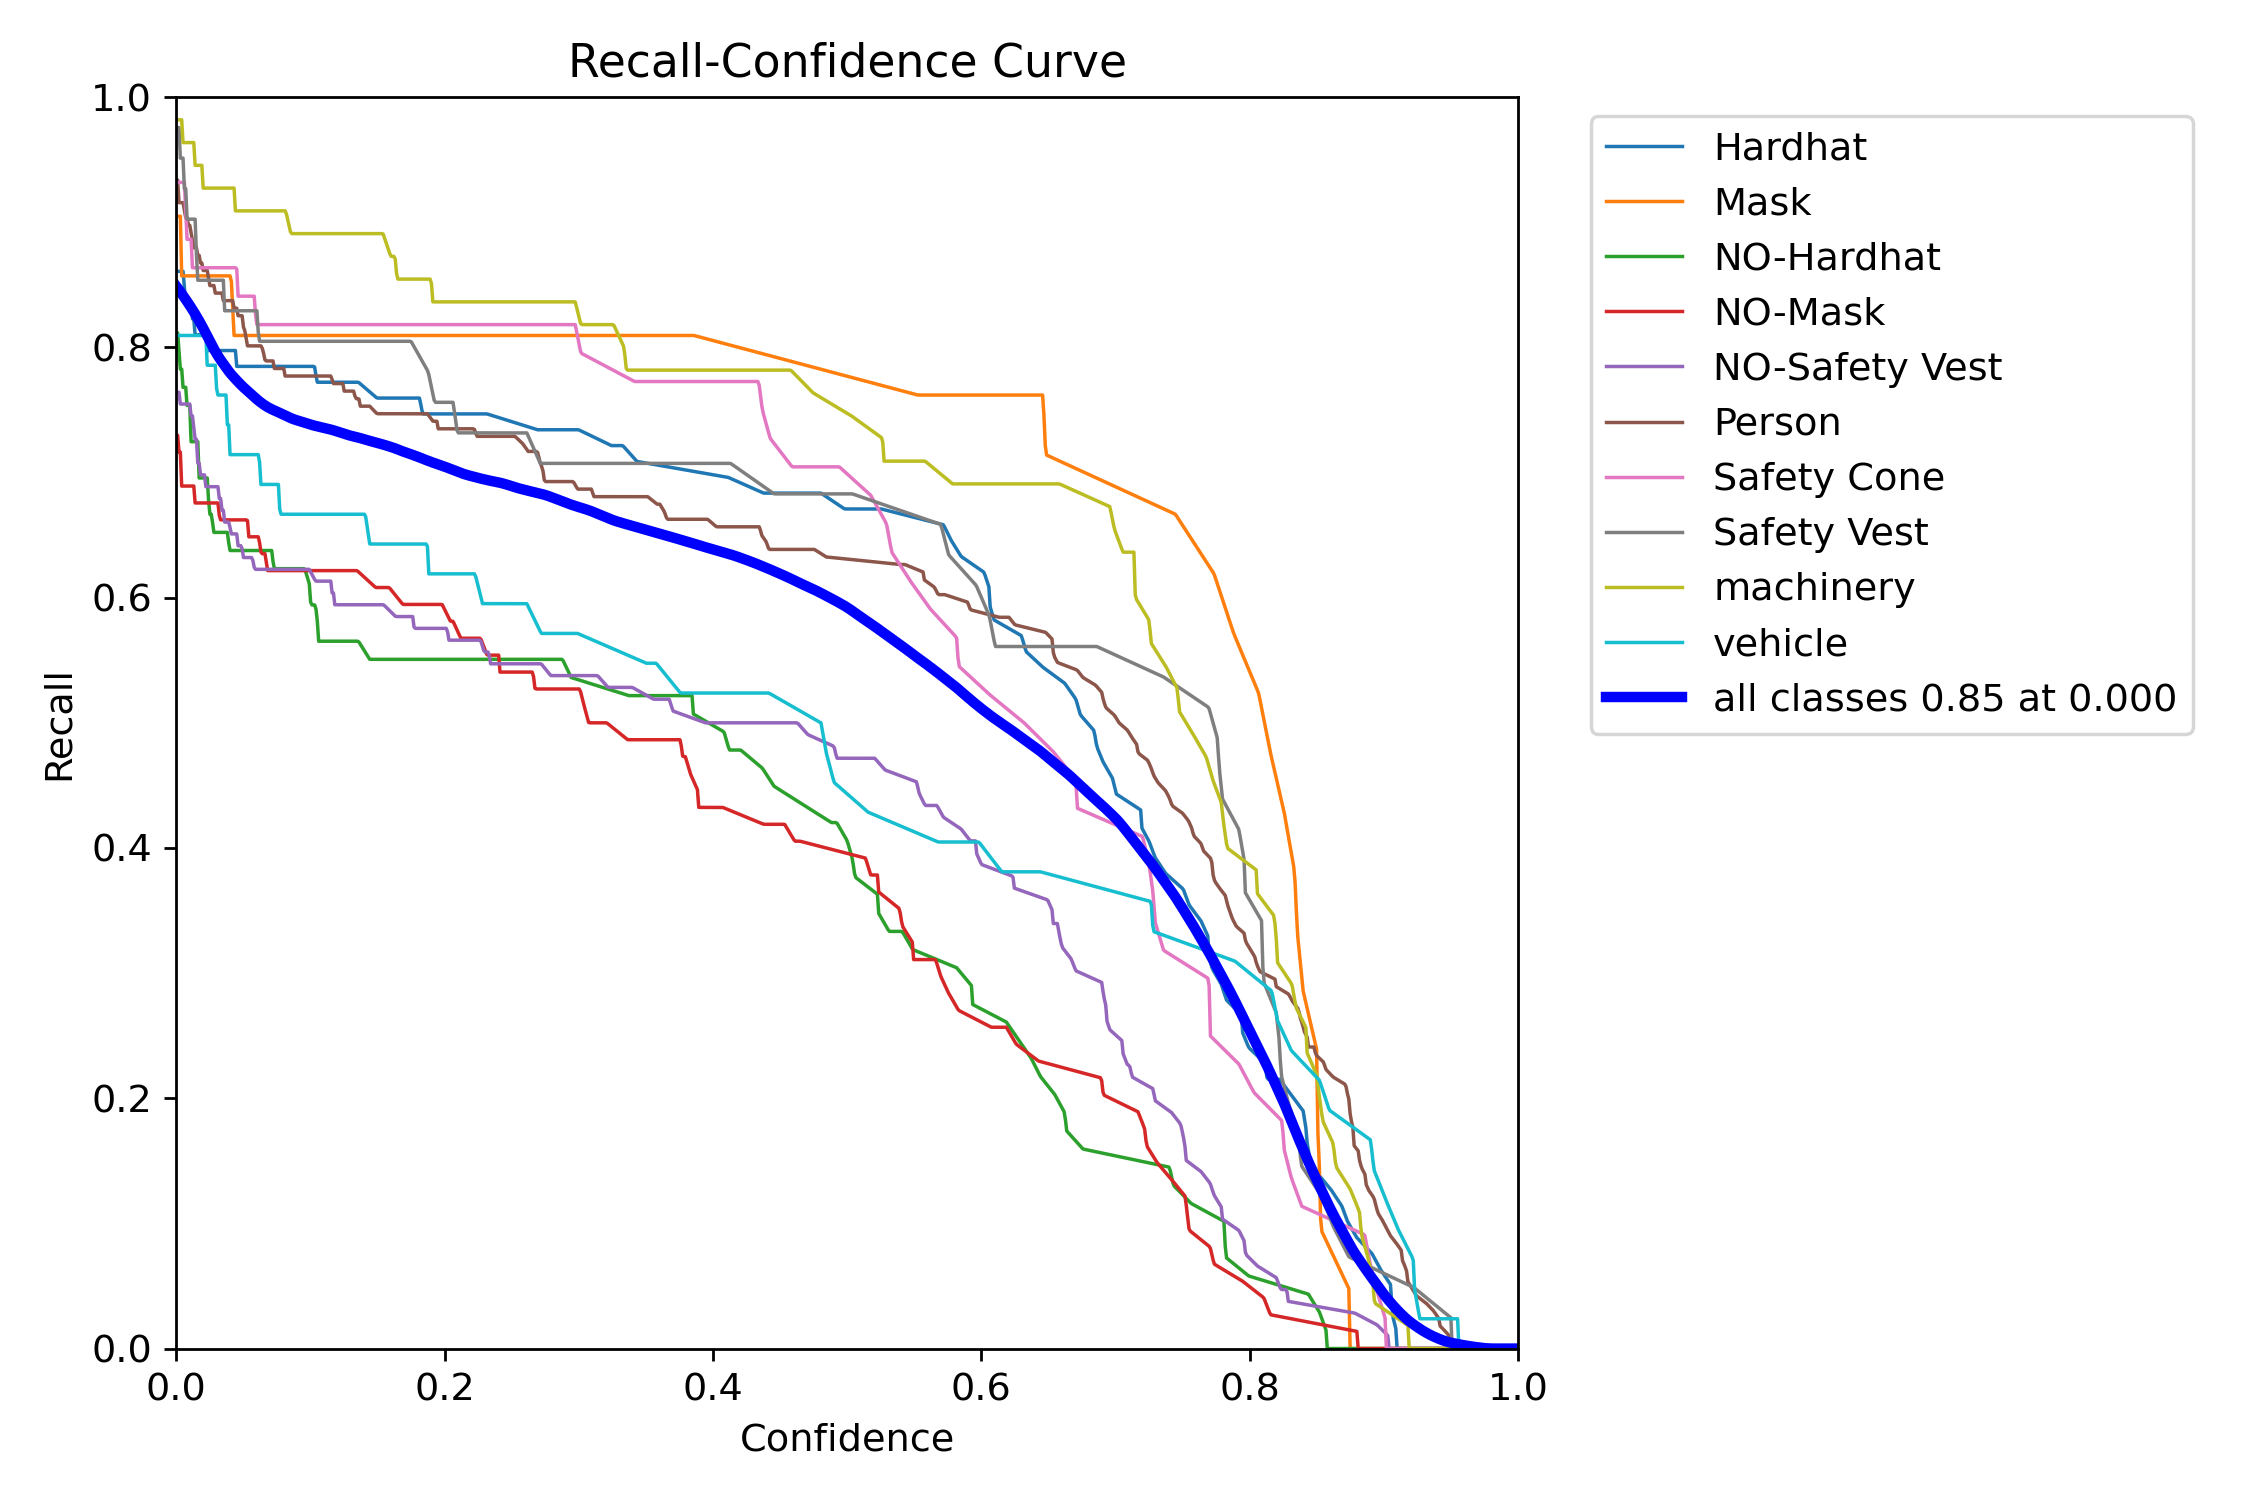 Recall-Confidence Curve
1.0
0.8
0.6
0.4
0.2
0.0
Recall
0.0 0.2 0.4 0.6 0.8 1.0
Confidence
Hardhat
Mask
NO-Hardhat
NO-Mask
NO-Safety Vest
Person
Safety Cone
Safety Vest
machinery
vehicle
all classes 0.85 at 0.000